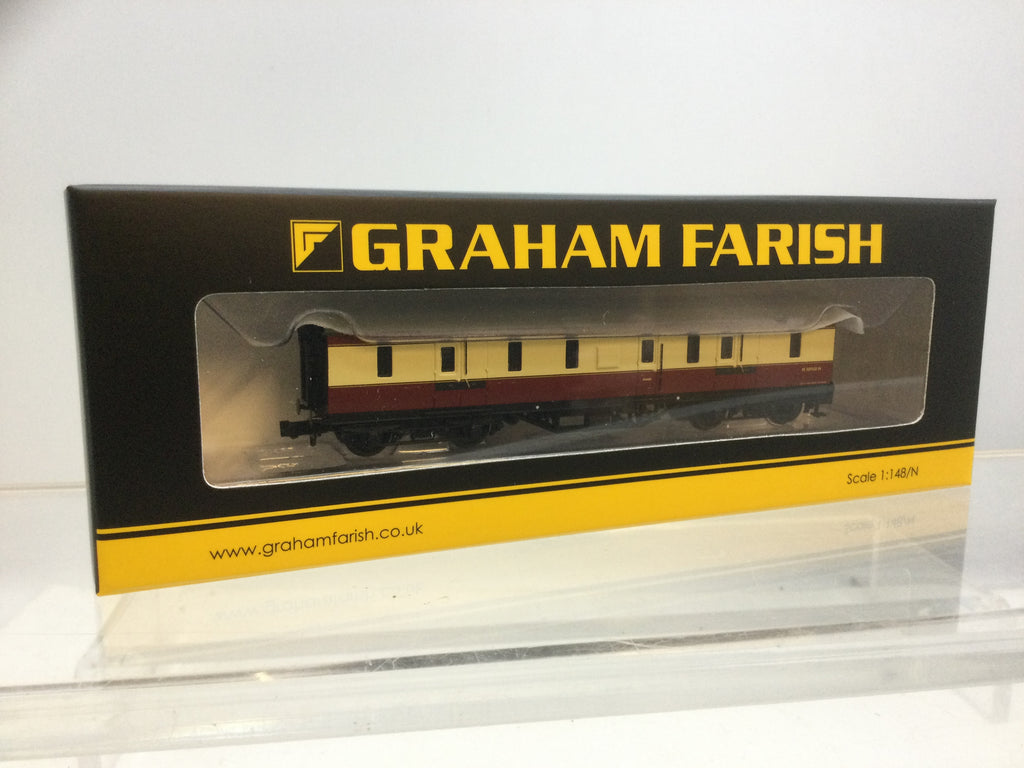 GRAHAM FARISH
Scale 1:148/N
www.grahamfarish.co.uk